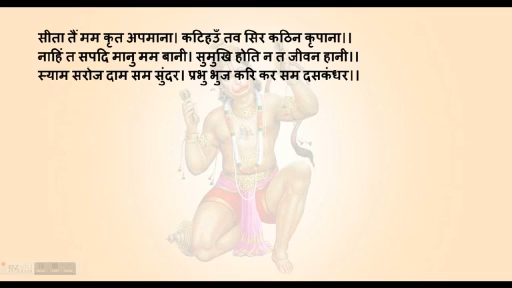 सीता तैं मम कृत अपमाना। कटिहउँ तव सिर कठिन कृपाना।।
नाहिं त सपदि मानु मम बानी। सुमुखि होति न त जीवन हानी।।
स्याम सरोज दाम सम सुंदर। प्रभु भुज करि कर सम दसकंधर।।